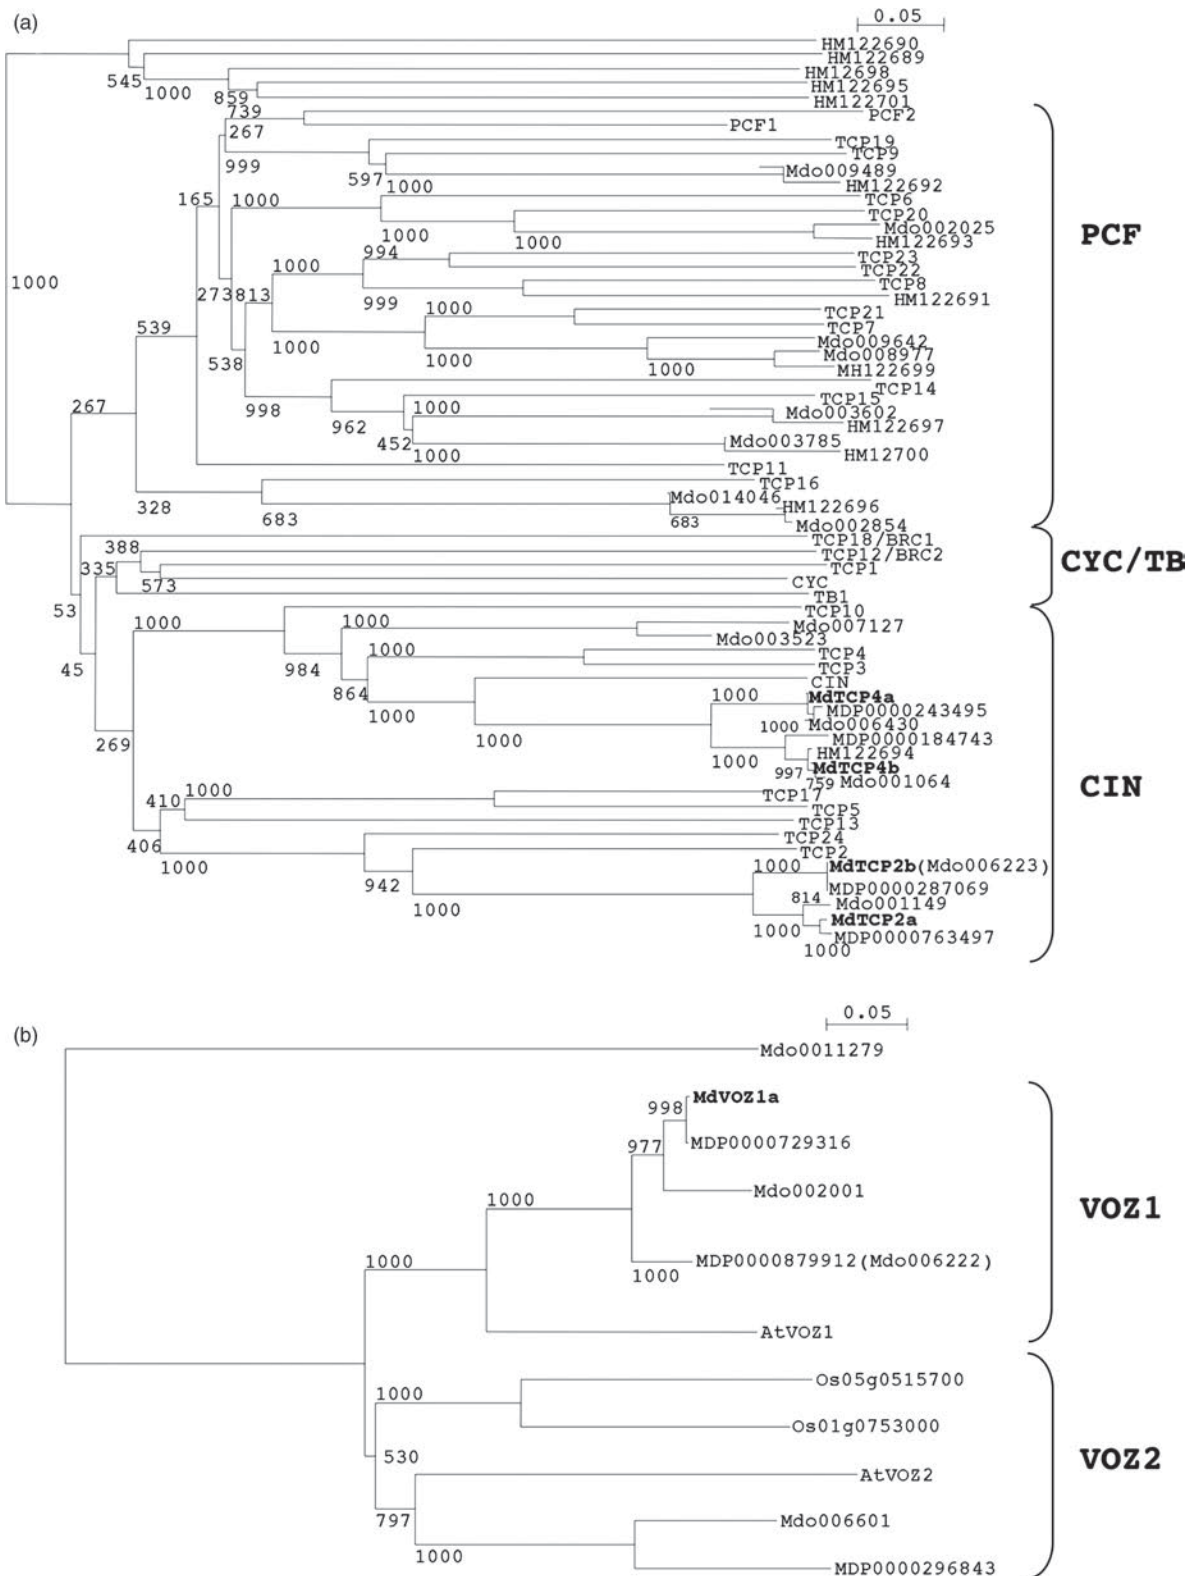 (a)
0.05
HM122690
HM122689
HM12698
545
1000
HM122695
859
HM122701
739
PCF2
267
PCF1
TCP19
999
TCP9
597
1000
Mdo009489
HM122692
165
1000
1000
TCP6
TCP20
1000
1000
Mdo002025
HM122693
PCF
994
TCP23
1000
TCP22
1000
TCP8
273
813
999
HM122691
1000
TCP21
539
TCP7
1000
1000
Mdo009642
538
1000
Mdo008977
MH122699
TCP14
267
998
TCP15
1000
Mdo003602
962
HM122697
452
Mdo003785
1000
HM12700
TCP11
TCP16
328
Mdo014046
683
HM122696
683
Mdo002854
TCP18/BRC1
388
TCP12/BRC2
335
TCP1
573
CYC
CYC/TB
TB1
53
TCP10
1000
1000
Mdo007127
Mdo003523
45
984
1000
TCP4
TCP3
864
CIN
1000
1000
MdTCP4a
MDP0000243495
1000
Mdo006430
269
1000
MDP0000184743
1000
HM122694
997
MdTCP4b
759
Mdo001064
CIN
410
1000
TCP17
TCP5
TCP13
406
1000
TCP24
TCP2
942
1000
MdTCP2b(Mdo006223)
MDP0000287069
1000
814
Mdo001149
MdTCP2a
1000
MDP0000763497
1000
(b)
0.05
Mdo0011279
MdVOZ1a
998
MDP0000729316
977
Mdo002001
1000
VOZ1
1000
MDP0000879912(Mdo006222)
1000
AtVOZ1
Os05g0515700
1000
Os01g0753000
530
VOZ2
AtVOZ2
797
Mdo006601
1000
MDP0000296843